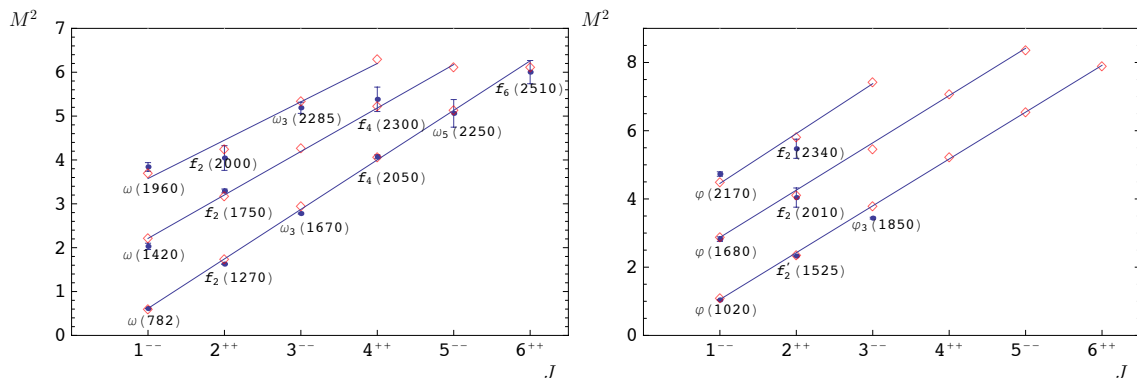 M²
7
6
5
4
3
2
1
0
ω(1960)
ω(1420)
ω(782)
f₂(2000)
f₂(1750)
f₂(1270)
ω₃(2285)
ω₃(1670)
f₄(2300)
f₄(2050)
ω₅(2250)
f₆(2510)
1⁻⁻ 2⁺⁺ 3⁻⁻ 4⁺⁺ 5⁻⁻ 6⁺⁺
J
M²
8
6
4
2
0
φ(2170)
φ(1680)
φ(1020)
f₂(2340)
f₂(2010)
f₂′(1525)
φ₃(1850)
1⁻⁻ 2⁺⁺ 3⁻⁻ 4⁺⁺ 5⁻⁻ 6⁺⁺
J